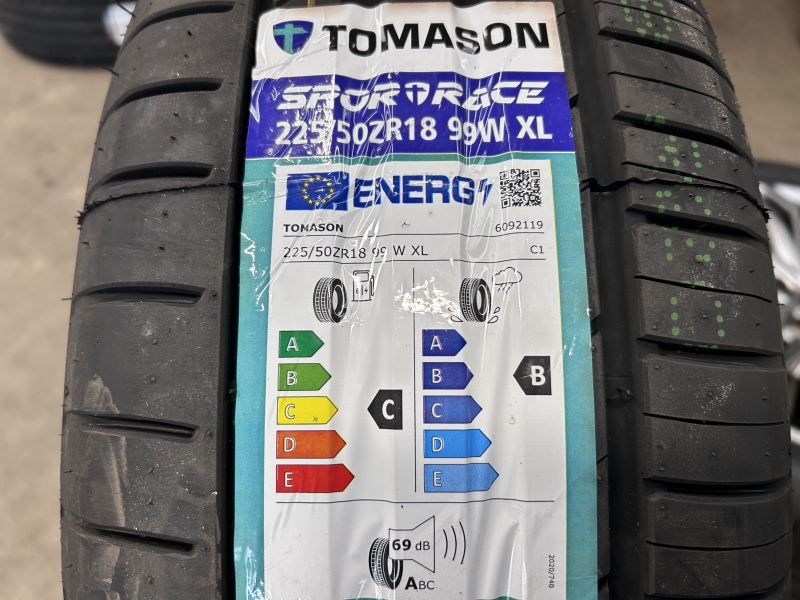 TOMASON
SPORTRACE
225/50ZR18 99W XL
ENERG
TOMASON 6092119
225/50ZR18 99 W XL C1
A A
B B B
C C C
D D
E E
69 dB
ABC
2020/740